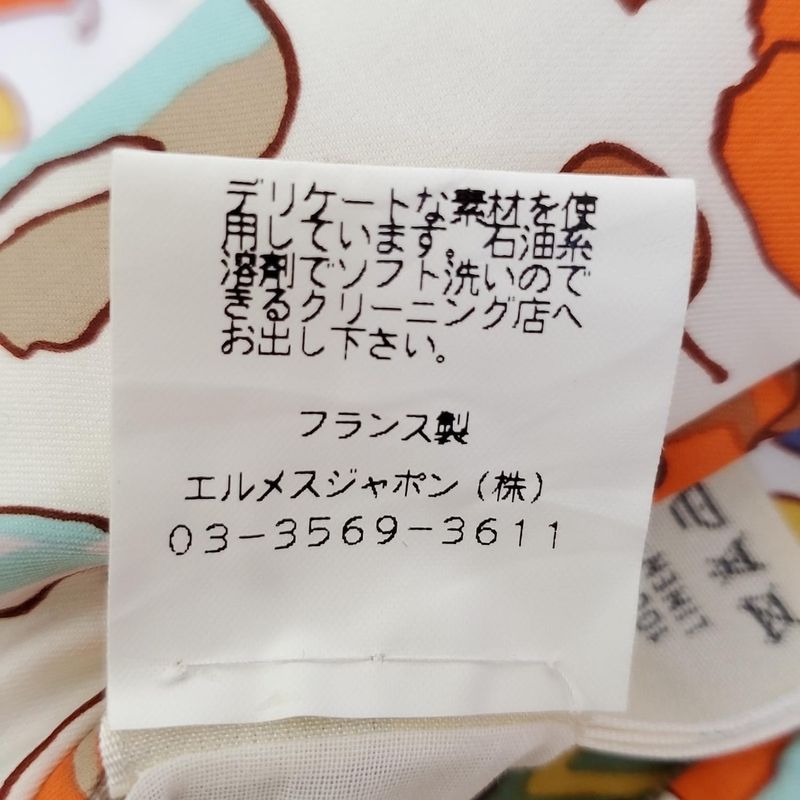 デリケートな素材を使
用しています。石油系
溶剤でソフト洗いので
きるクリーニング店へ
お出し下さい。
フランス製
エルメスジャポン（株）
03-3569-3611
LINEN